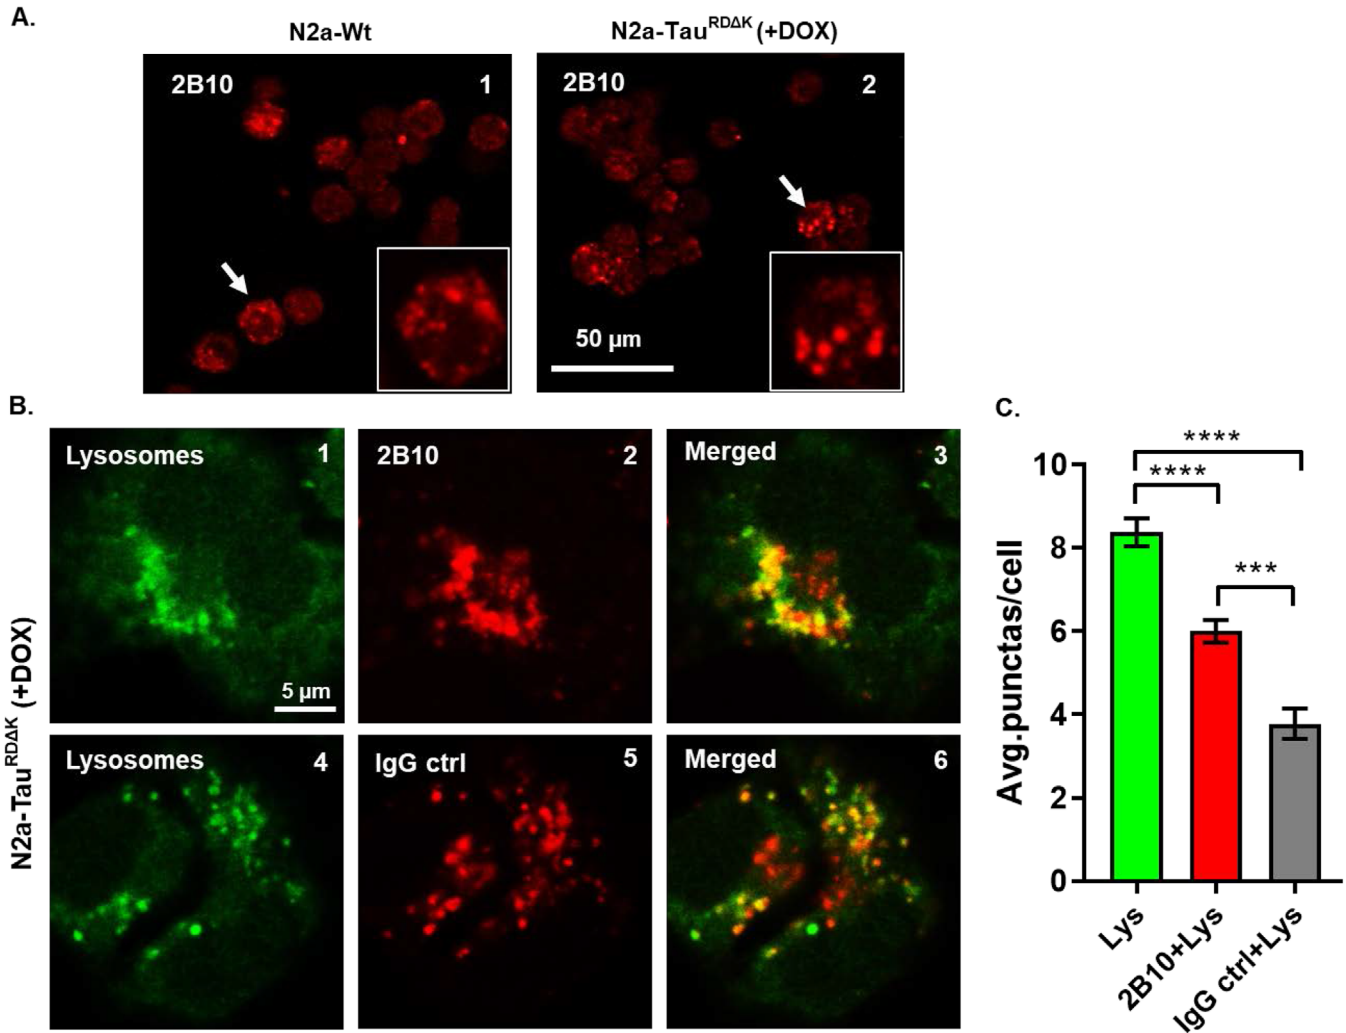 A.
N2a-Wt
N2a-Tau^RDΔK (+DOX)
2B10 1
2B10 2
50 µm
B.
N2a-Tau^RDΔK (+DOX)
Lysosomes 1
2B10 2
Merged 3
5 µm
Lysosomes 4
IgG ctrl 5
Merged 6
C.
Avg.punctas/cell
10
8
6
4
2
0
****
****
***
Lys
2B10+Lys
IgG ctrl+Lys